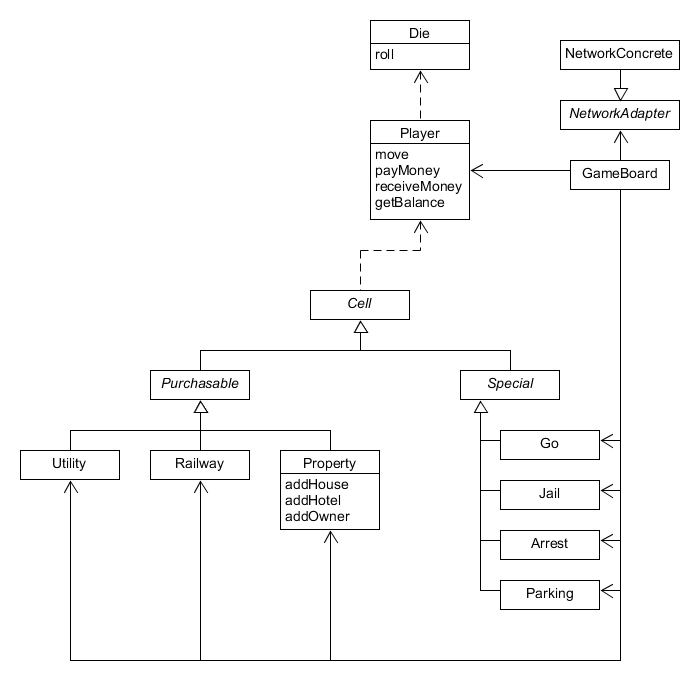 Die
roll
NetworkConcrete
NetworkAdapter
Player
move
payMoney
receiveMoney
getBalance
GameBoard
Cell
Purchasable
Special
Utility
Railway
Property
addHouse
addHotel
addOwner
Go
Jail
Arrest
Parking